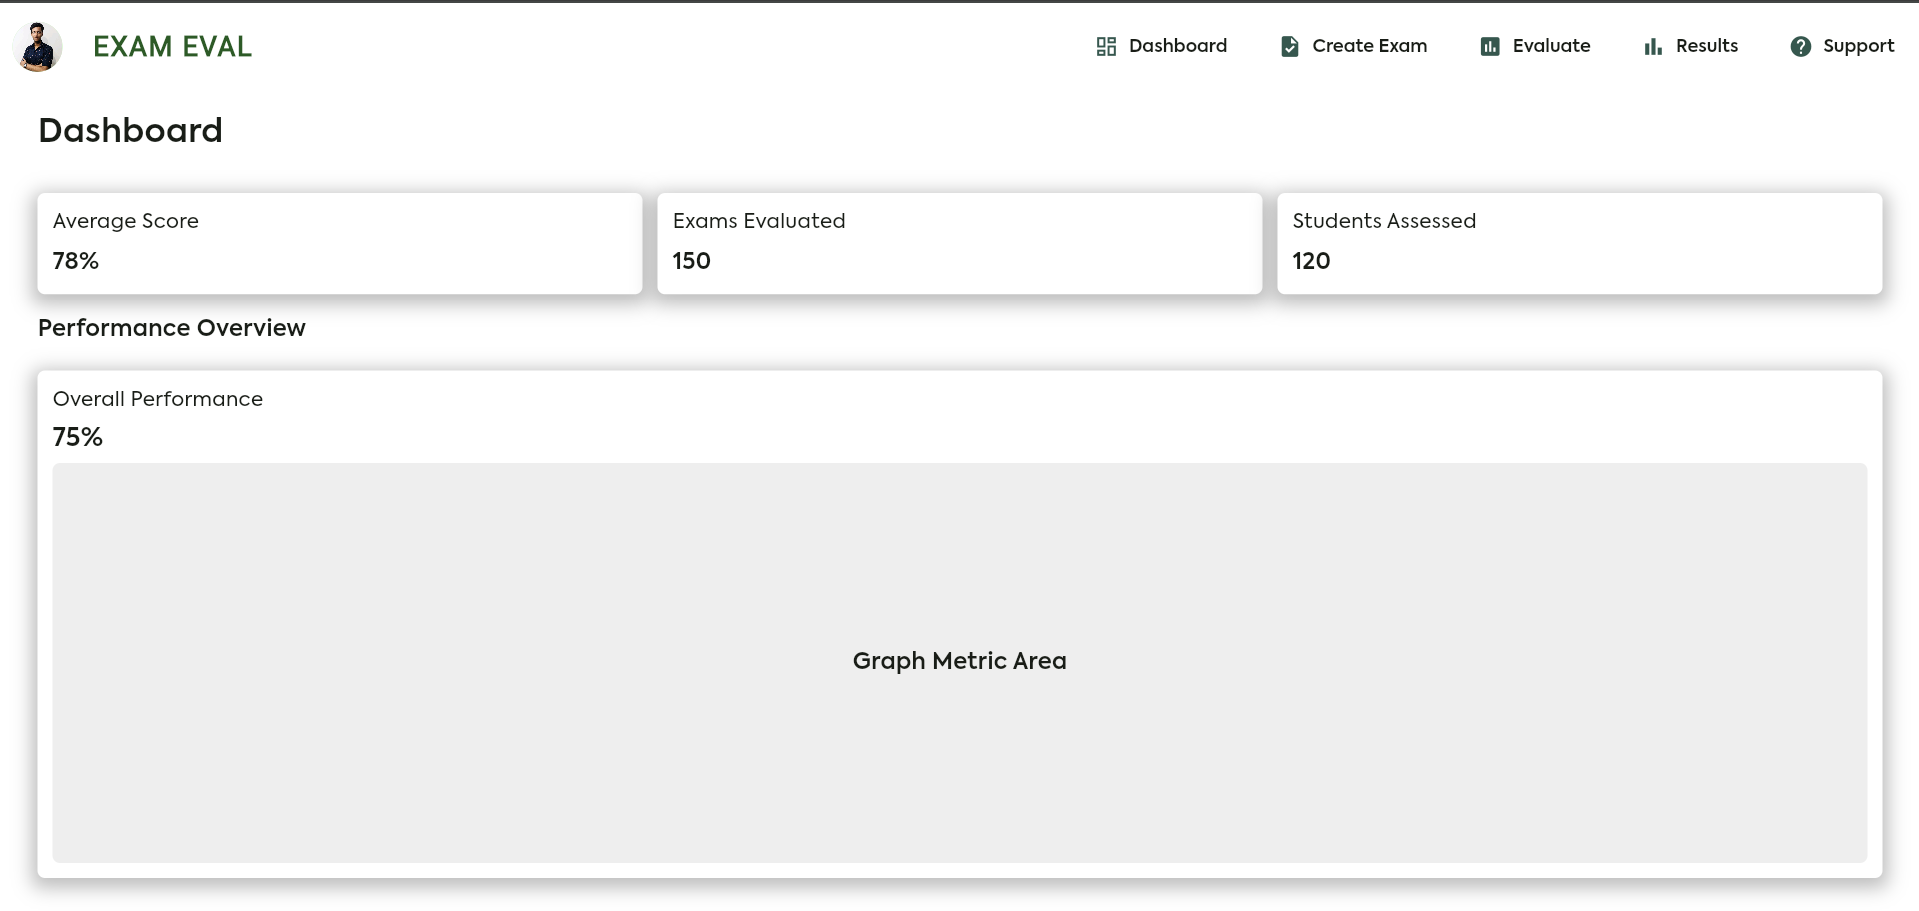 EXAM EVAL
Dashboard
Create Exam
Evaluate
Results
Support
Dashboard
Average Score
78%
Exams Evaluated
150
Students Assessed
120
Performance Overview
Overall Performance
75%
Graph Metric Area